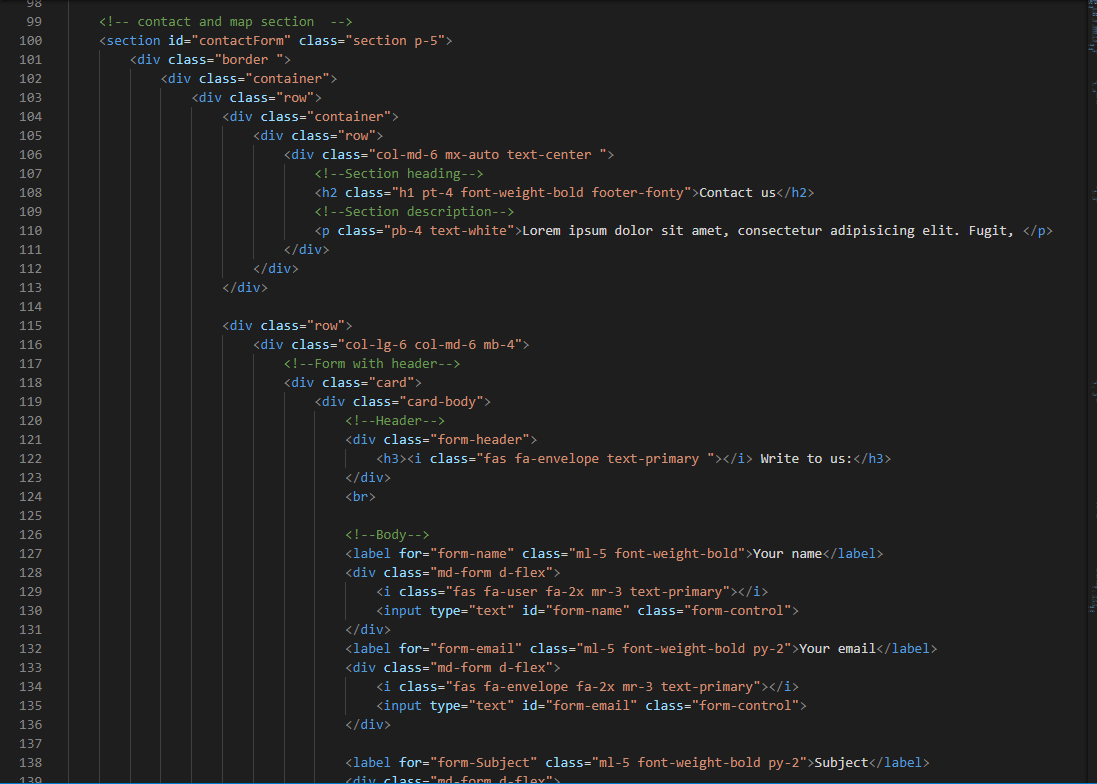 98
99 <!-- contact and map section  -->
100 <section id="contactForm" class="section p-5">
101 <div class="border ">
102 <div class="container">
103 <div class="row">
104 <div class="container">
105 <div class="row">
106 <div class="col-md-6 mx-auto text-center ">
107 <!--Section heading-->
108 <h2 class="h1 pt-4 font-weight-bold footer-fonty">Contact us</h2>
109 <!--Section description-->
110 <p class="pb-4 text-white">Lorem ipsum dolor sit amet, consectetur adipisicing elit. Fugit, </p>
111 </div>
112 </div>
113 </div>
114
115 <div class="row">
116 <div class="col-lg-6 col-md-6 mb-4">
117 <!--Form with header-->
118 <div class="card">
119 <div class="card-body">
120 <!--Header-->
121 <div class="form-header">
122 <h3><i class="fas fa-envelope text-primary "></i> Write to us:</h3>
123 </div>
124 <br>
125
126 <!--Body-->
127 <label for="form-name" class="ml-5 font-weight-bold">Your name</label>
128 <div class="md-form d-flex">
129 <i class="fas fa-user fa-2x mr-3 text-primary"></i>
130 <input type="text" id="form-name" class="form-control">
131 </div>
132 <label for="form-email" class="ml-5 font-weight-bold py-2">Your email</label>
133 <div class="md-form d-flex">
134 <i class="fas fa-envelope fa-2x mr-3 text-primary"></i>
135 <input type="text" id="form-email" class="form-control">
136 </div>
137
138 <label for="form-Subject" class="ml-5 font-weight-bold py-2">Subject</label>
139 <div class="md-form d-flex">